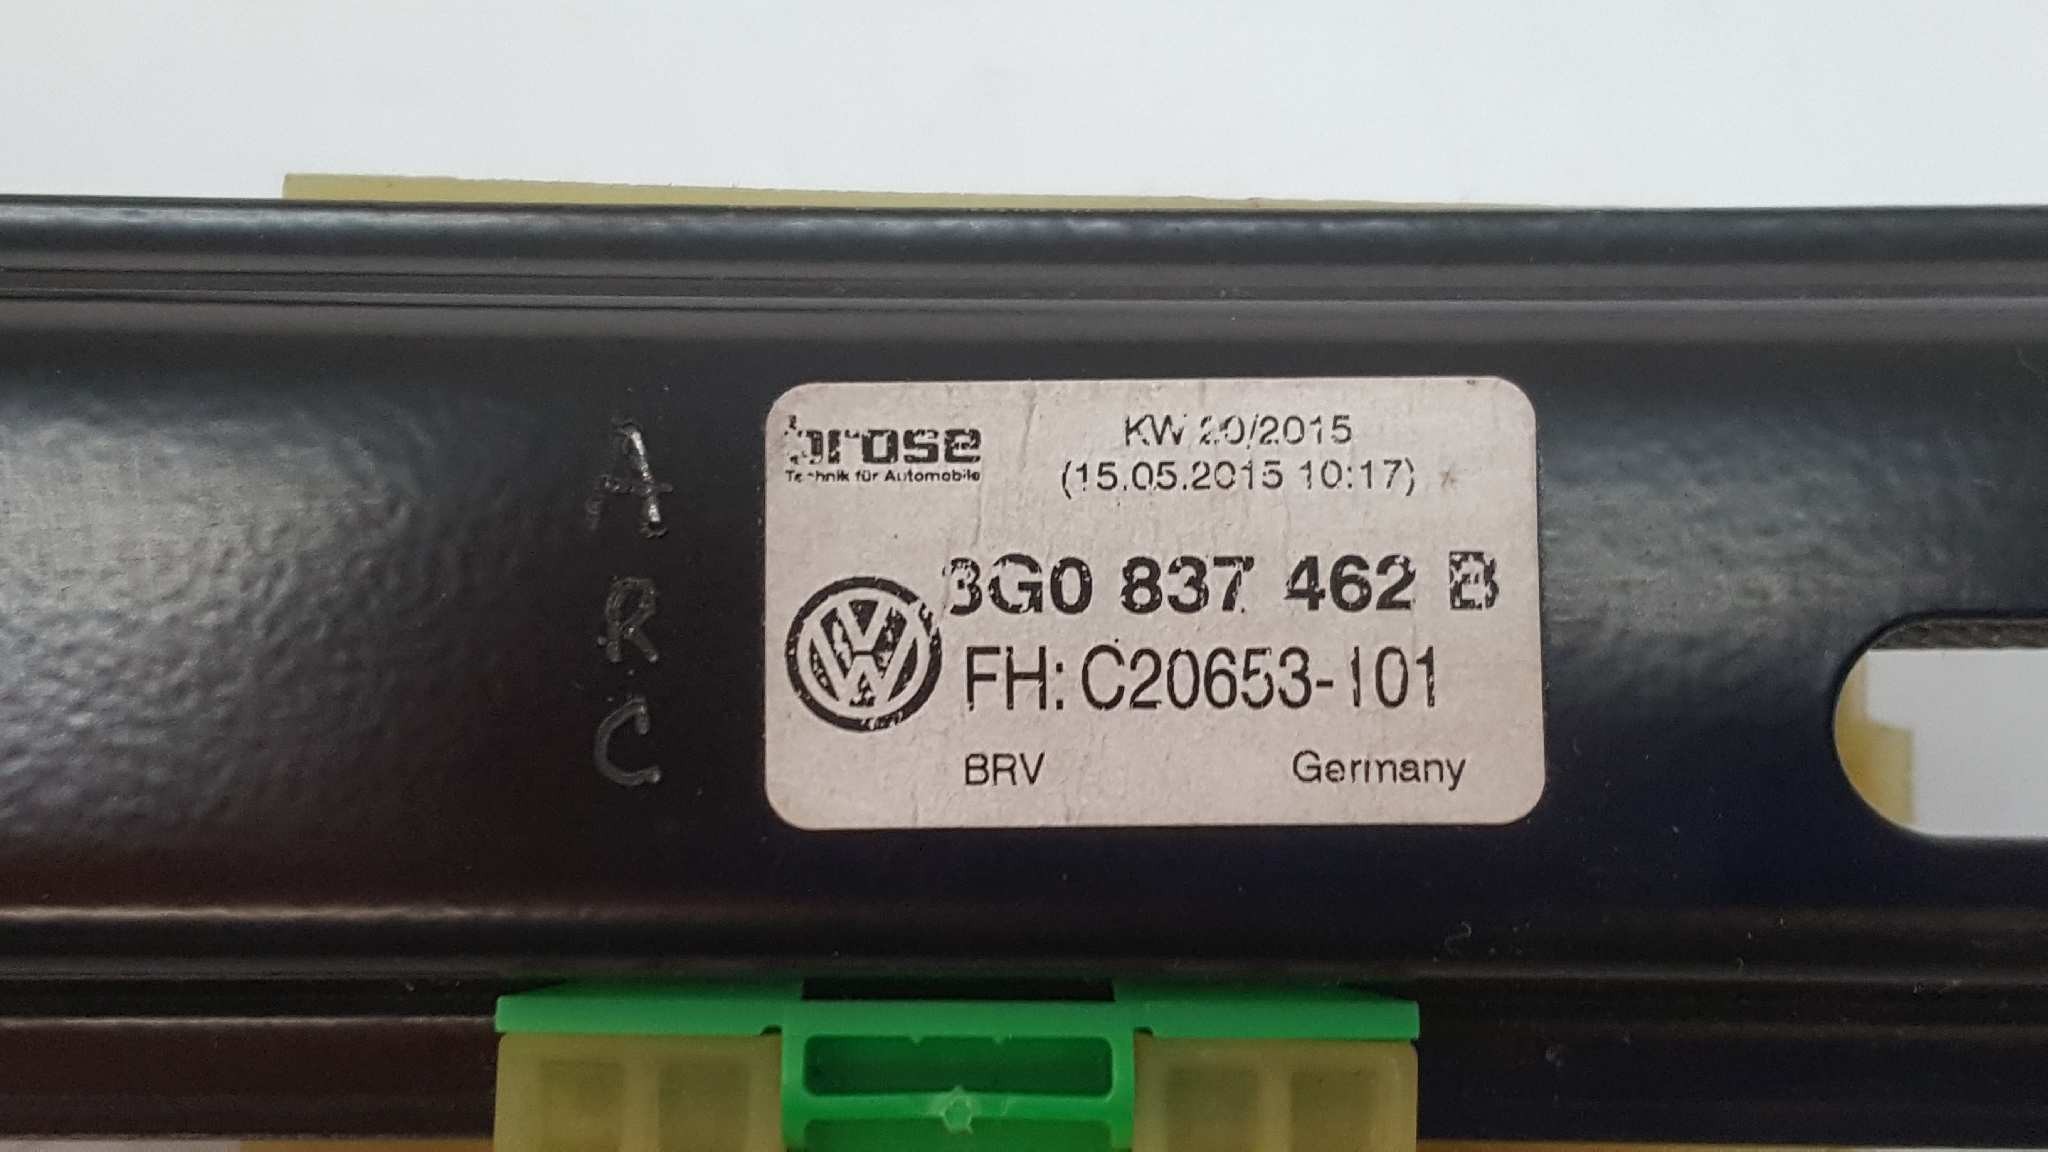 brose
Technik für Automobile
KW 20/2015
(15.05.2015 10:17)
3G0 837 462 B
FH: C20653-101
BRV
Germany
A
R
C